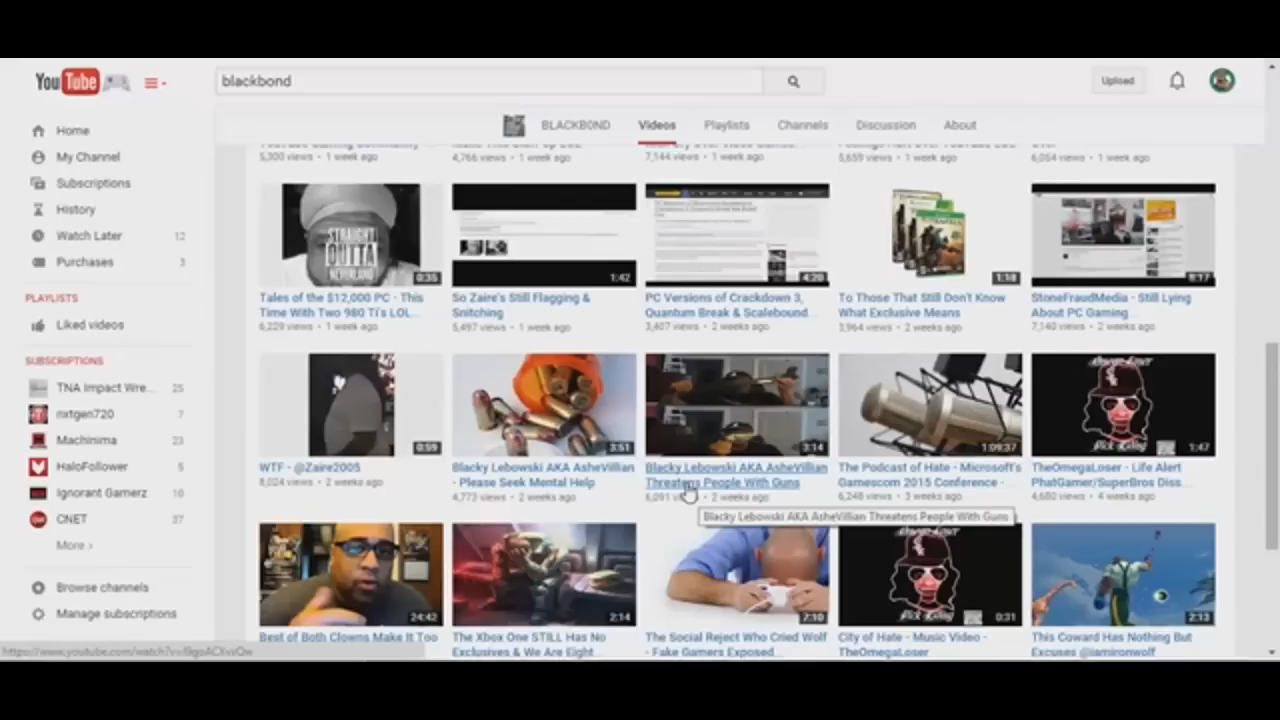 YouTube
blackbond
Upload
BLACKB0ND Videos Playlists Channels Discussion About
Home
My Channel
Subscriptions
History
Watch Later 12
Purchases 3
PLAYLISTS
Liked videos
SUBSCRIPTIONS
TNA Impact Wre... 25
nxtgen720 7
Machinima 23
HaloFollower 5
Ignorant Gamerz 10
CNET 37
More ›
Browse channels
Manage subscriptions
5,300 views • 1 week ago
4,766 views • 1 week ago
7,144 views • 1 week ago
5,659 views • 1 week ago
6,054 views • 1 week ago
STRAIGHT
OUTTA
NEVERLAND
0:35
Tales of the $12,000 PC - This
Time With Two 980 Ti's LOL...
6,229 views • 1 week ago
1:42
So Zaire's Still Flagging &
Snitching
5,497 views • 1 week ago
4:20
PC Versions of Crackdown 3,
Quantum Break & Scalebound...
3,407 views • 2 weeks ago
1:18
To Those That Still Don't Know
What Exclusive Means
3,964 views • 2 weeks ago
8:17
StoneFraudMedia - Still Lying
About PC Gaming...
7,140 views • 2 weeks ago
0:59
WTF - @Zaire2005
8,024 views • 2 weeks ago
3:51
Blacky Lebowski AKA AsheVillian
- Please Seek Mental Help
4,773 views • 2 weeks ago
3:14
Blacky Lebowski AKA AsheVillian
Threatens People With Guns
6,091 views • 2 weeks ago
Blacky Lebowski AKA AsheVillian Threatens People With Guns
1:09:37
The Podcast of Hate - Microsoft's
Gamescom 2015 Conference -
6,248 views • 3 weeks ago
1:47
TheOmegaLoser - Life Alert
PhatGamer/SuperBros Diss...
4,680 views • 4 weeks ago
24:42
Best of Both Clowns Make It Too
2:14
The Xbox One STILL Has No
Exclusives & We Are Eight...
7:10
The Social Reject Who Cried Wolf
- Fake Gamers Exposed...
0:31
City of Hate - Music Video -
TheOmegaLoser
2:13
This Coward Has Nothing But
Excuses @iamironwolf